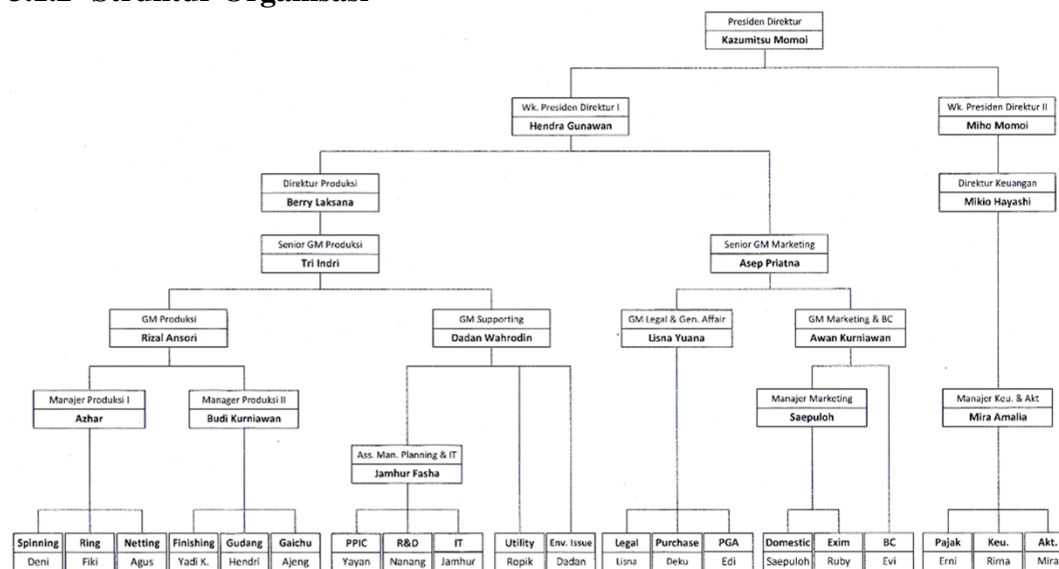 Presiden Direktur
Kazumitsu Momoi
Wk. Presiden Direktur I
Hendra Gunawan
Wk. Presiden Direktur II
Miho Momoi
Direktur Produksi
Berry Laksana
Direktur Keuangan
Mikio Hayashi
Senior GM Produksi
Tri Indri
Senior GM Marketing
Asep Priatna
GM Produksi
Rizal Ansori
GM Supporting
Dadan Wahrodin
GM Legal & Gen. Affair
Lisna Yuana
GM Marketing & BC
Awan Kurniawan
Manajer Produksi I
Azhar
Manager Produksi II
Budi Kurniawan
Manajer Marketing
Saepuloh
Manajer Keu. & Akt
Mira Amalia
Ass. Man. Planning & IT
Jamhur Fasha
Spinning
Deni
Ring
Fiki
Netting
Agus
Finishing
Yadi K.
Gudang
Hendri
Gaichu
Ajeng
PPIC
Yayan
R&D
Nanang
IT
Jamhur
Utility
Ropik
Env. Issue
Dadan
Legal
Lisna
Purchase
Deku
PGA
Edi
Domestic
Saepuloh
Exim
Ruby
BC
Evi
Pajak
Erni
Keu.
Rima
Akt.
Mira